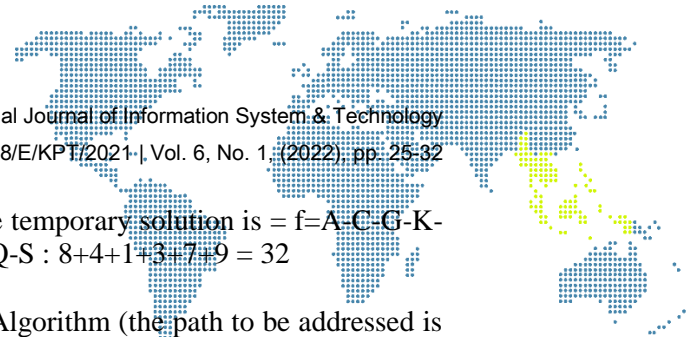 al Journal of Information System & Technology
8/E/KPT/2021 | Vol. 6, No. 1, (2022), pp. 25-32
e temporary solution is = f=A-C-G-K-
Q-S : 8+4+1+3+7+9 = 32
Algorithm (the path to be addressed is